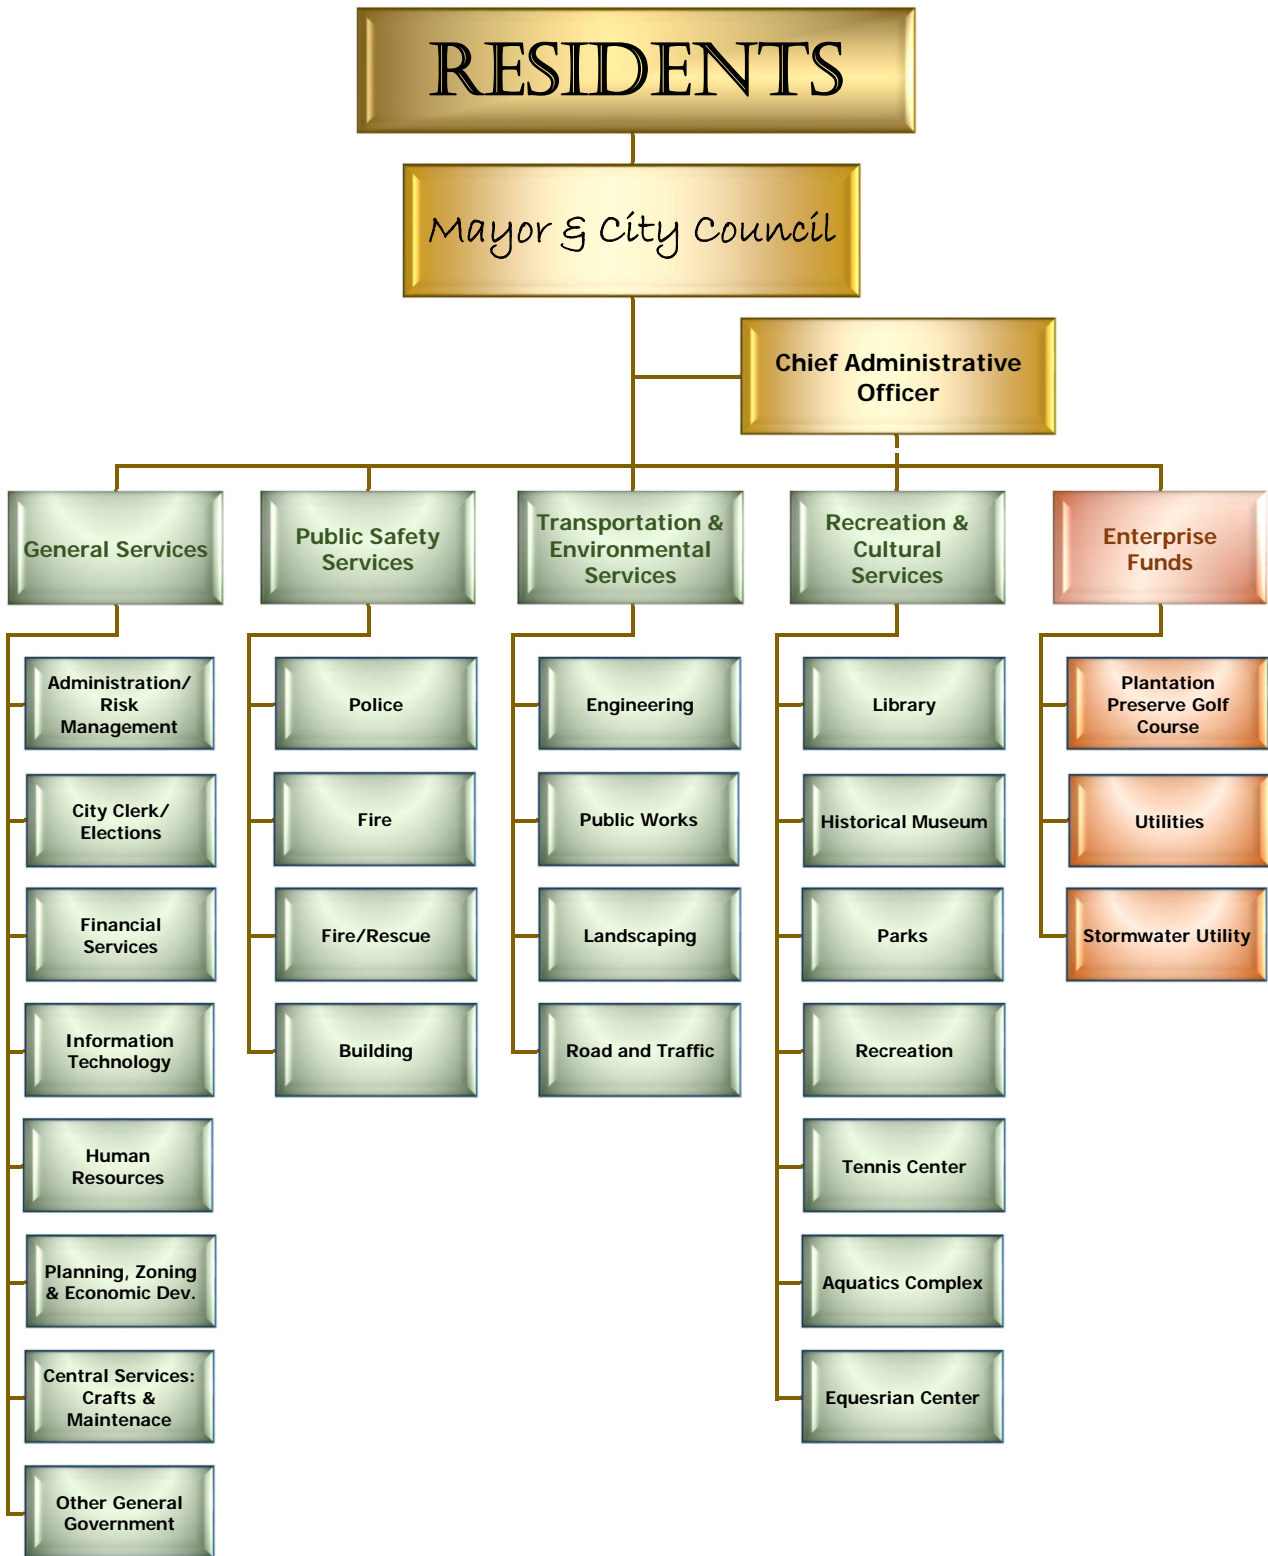 RESIDENTS
Mayor & City Council
Chief Administrative
Officer
General Services
Public Safety
Services
Transportation &
Environmental
Services
Recreation &
Cultural
Services
Enterprise
Funds
Administration/
Risk
Management
City Clerk/
Elections
Financial
Services
Information
Technology
Human
Resources
Planning, Zoning
& Economic Dev.
Central Services:
Crafts &
Maintenace
Other General
Government
Police
Fire
Fire/Rescue
Building
Engineering
Public Works
Landscaping
Road and Traffic
Library
Historical Museum
Parks
Recreation
Tennis Center
Aquatics Complex
Equesrian Center
Plantation
Preserve Golf
Course
Utilities
Stormwater Utility